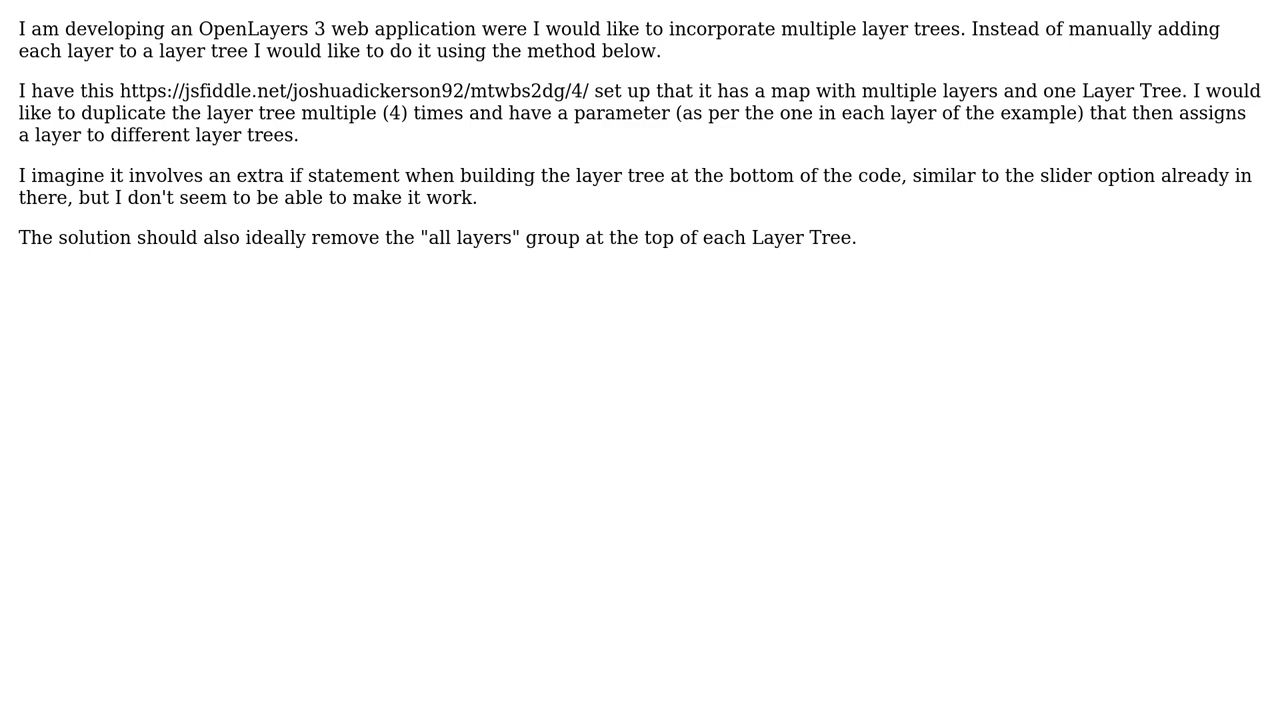 I am developing an OpenLayers 3 web application were I would like to incorporate multiple layer trees. Instead of manually adding
each layer to a layer tree I would like to do it using the method below.
I have this https://jsfiddle.net/joshuadickerson92/mtwbs2dg/4/ set up that it has a map with multiple layers and one Layer Tree. I would
like to duplicate the layer tree multiple (4) times and have a parameter (as per the one in each layer of the example) that then assigns
a layer to different layer trees.
I imagine it involves an extra if statement when building the layer tree at the bottom of the code, similar to the slider option already in
there, but I don't seem to be able to make it work.
The solution should also ideally remove the "all layers" group at the top of each Layer Tree.